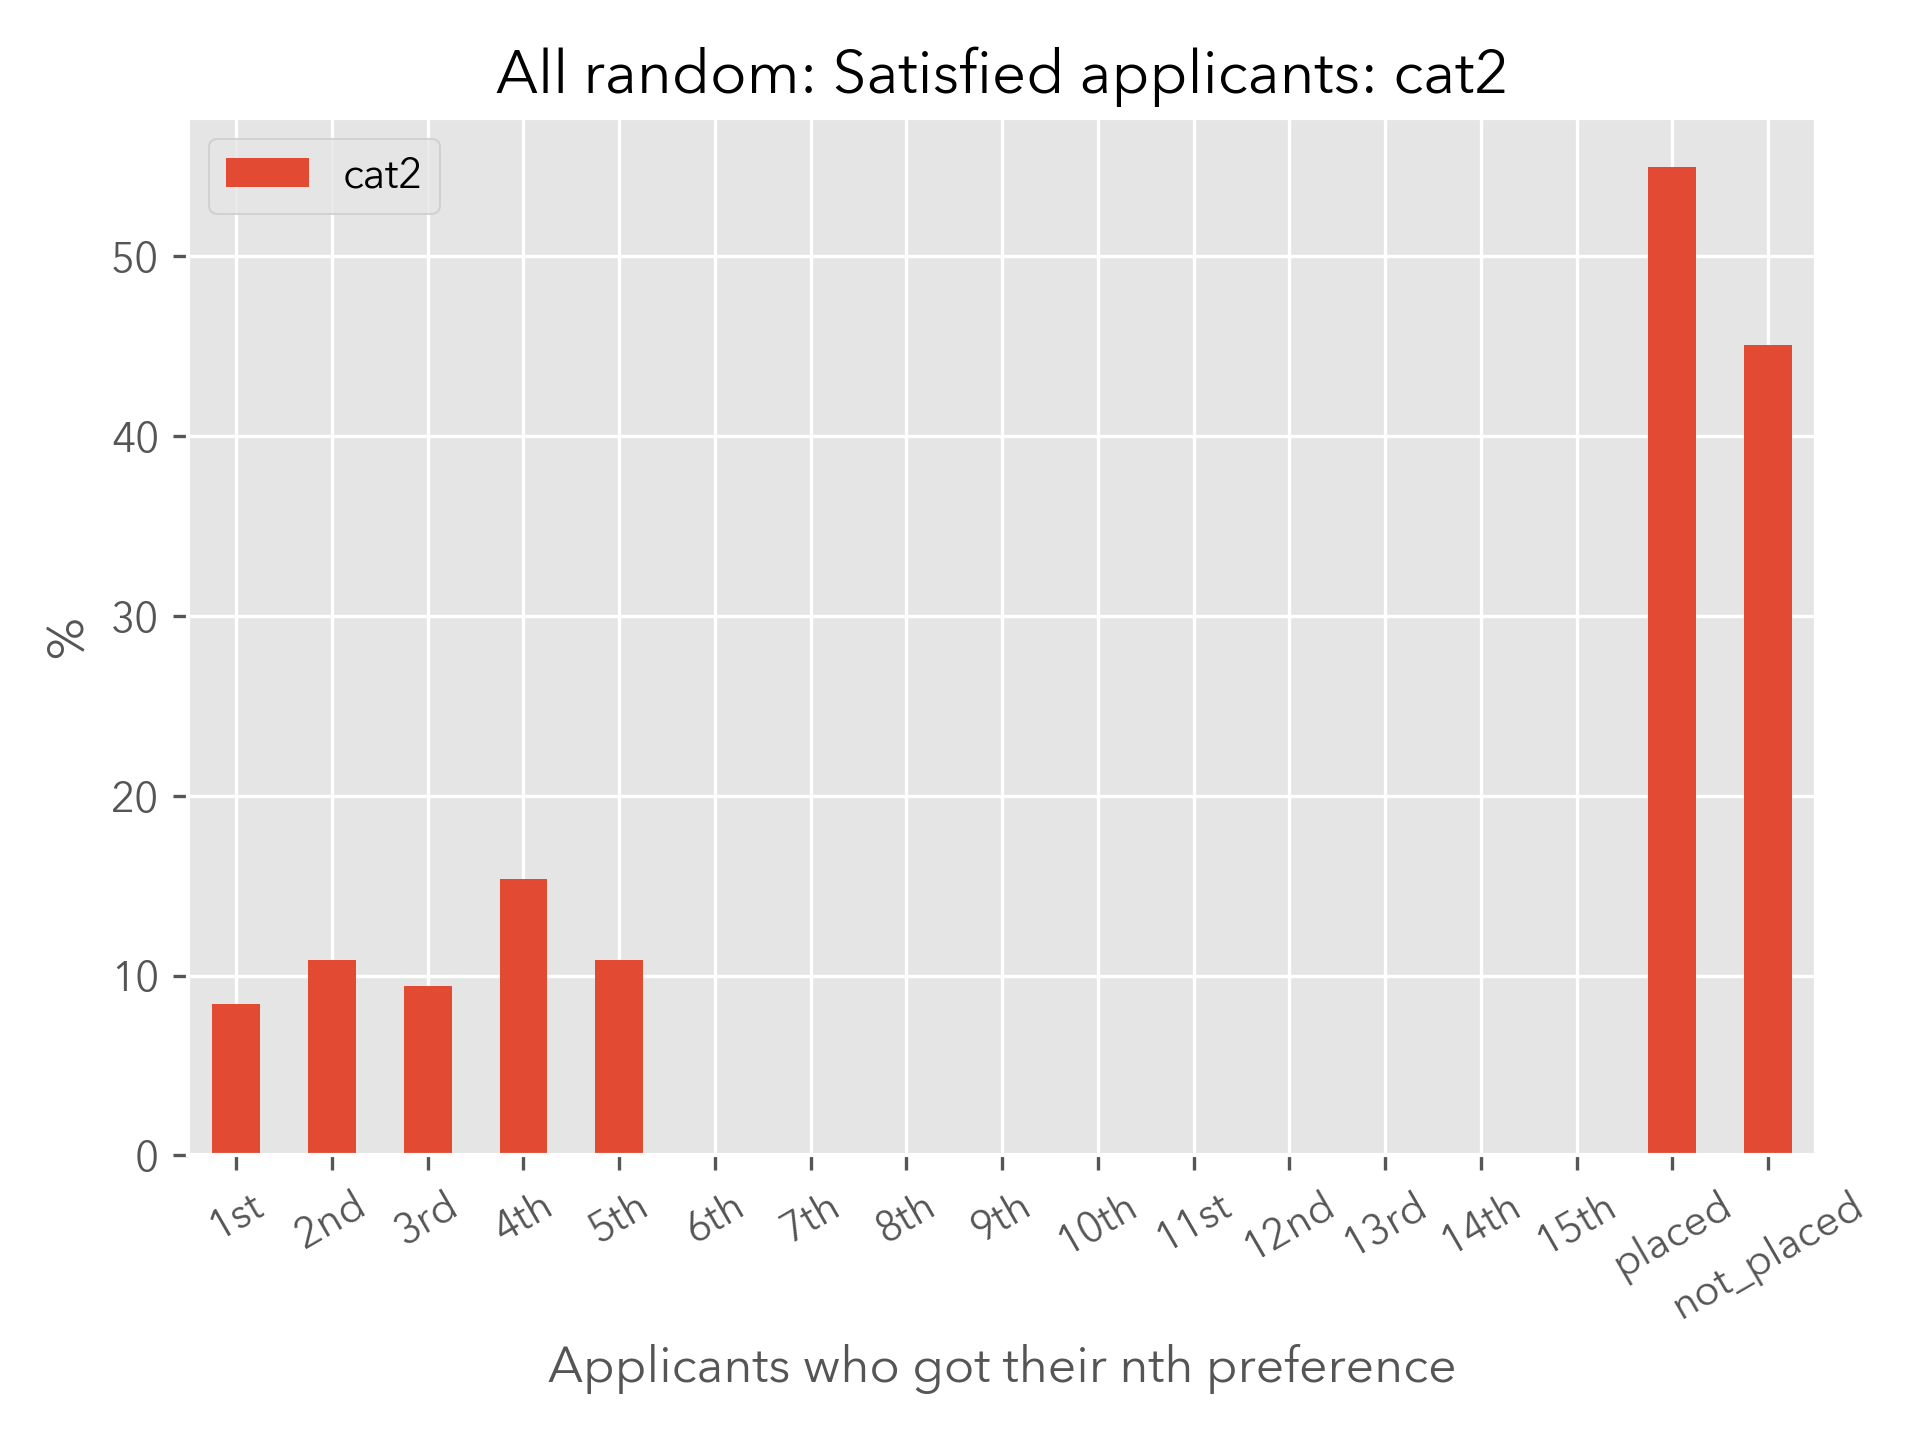 All random: Satisfied applicants: cat2
cat2
%
50
40
30
20
10
0
1st 2nd 3rd 4th 5th 6th 7th 8th 9th 10th 11st 12nd 13rd 14th 15th placed not_placed
Applicants who got their nth preference